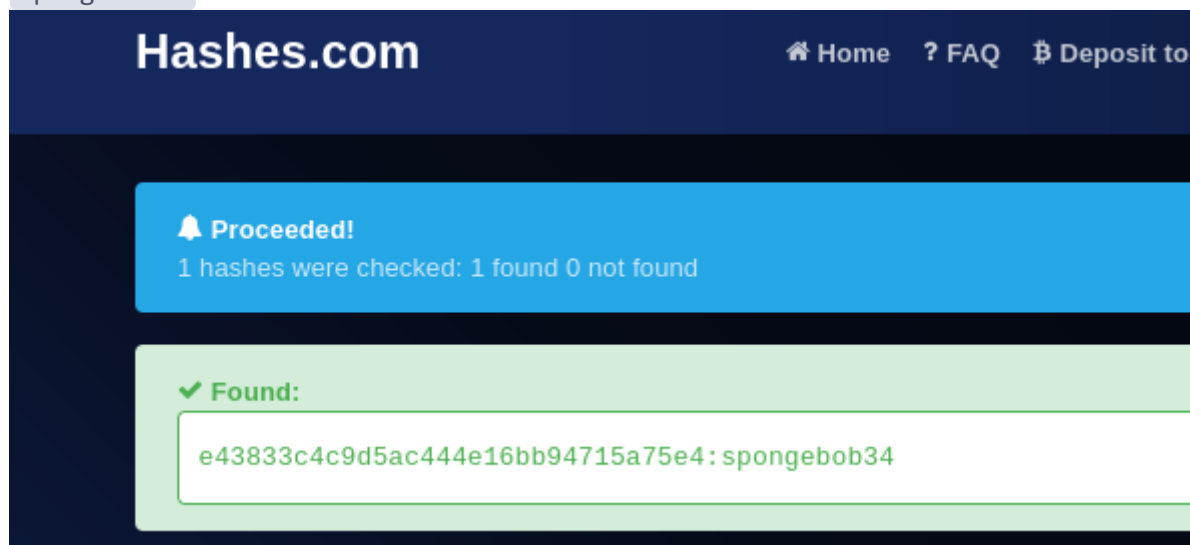 Hashes.com
Home ? FAQ Deposit to
Proceeded!
1 hashes were checked: 1 found 0 not found
Found:
e43833c4c9d5ac444e16bb94715a75e4:spongebob34